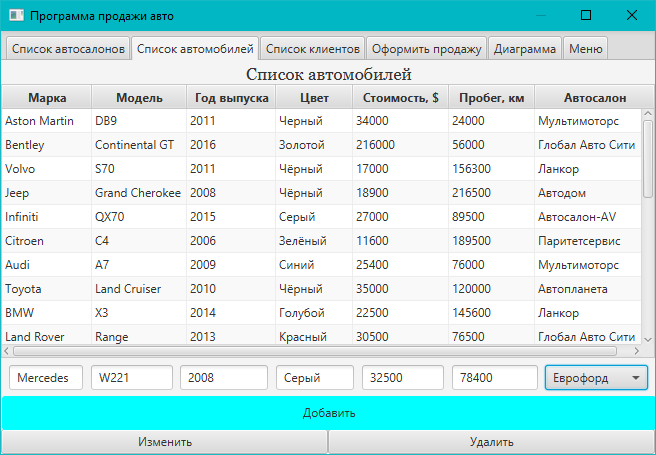 Программа продажи авто
Список автосалонов Список автомобилей Список клиентов Оформить продажу Диаграмма Меню
Список автомобилей
Марка Модель Год выпуска Цвет Стоимость, $ Пробег, км Автосалон
Aston Martin DB9 2011 Черный 34000 24000 Мультимоторс
Bentley Continental GT 2016 Золотой 216000 56000 Глобал Авто Сити
Volvo S70 2011 Чёрный 17000 156300 Ланкор
Jeep Grand Cherokee 2008 Чёрный 18900 216500 Автодом
Infiniti QX70 2015 Серый 27000 89500 Автосалон-AV
Citroen C4 2006 Зелёный 11600 189500 Паритетсервис
Audi A7 2009 Синий 25400 76000 Мультимоторс
Toyota Land Cruiser 2010 Чёрный 35000 120000 Автопланета
BMW X3 2014 Голубой 22500 145600 Ланкор
Land Rover Range 2013 Красный 30500 76500 Глобал Авто Сити
Mercedes W221 2008 Серый 32500 78400 Еврофорд
Добавить
Изменить Удалить